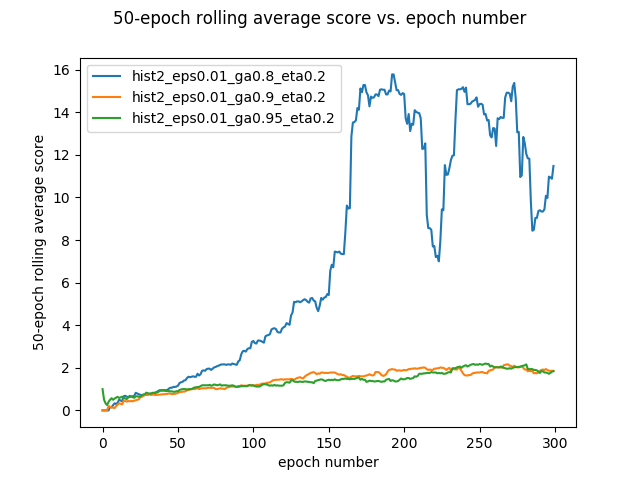 50-epoch rolling average score vs. epoch number
hist2_eps0.01_ga0.8_eta0.2
hist2_eps0.01_ga0.9_eta0.2
hist2_eps0.01_ga0.95_eta0.2
50-epoch rolling average score
16
14
12
10
8
6
4
2
0
0 50 100 150 200 250 300
epoch number